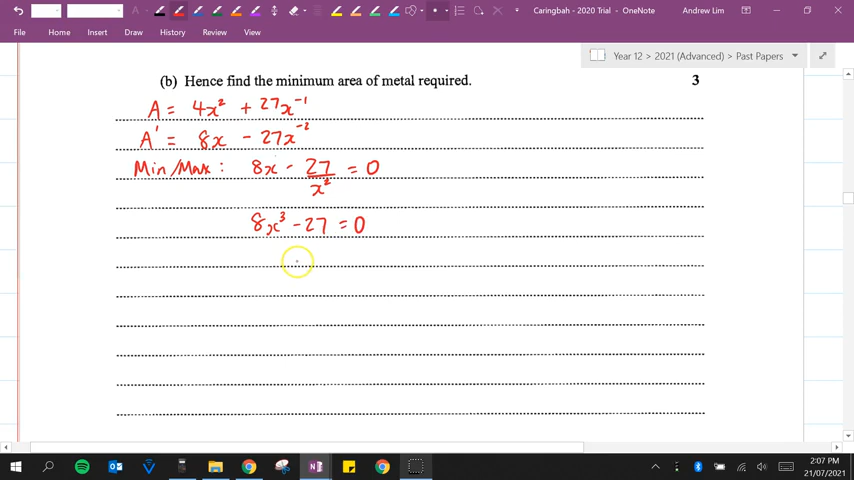 Caringbah - 2020 Trial - OneNote
Andrew Lim
File Home Insert Draw History Review View
Year 12 > 2021 (Advanced) > Past Papers
(b) Hence find the minimum area of metal required. 3
A = 4x² + 27x⁻¹
A' = 8x - 27x⁻²
Min/Max : 8x - 27/x² = 0
8x³ - 27 = 0
2:07 PM
21/07/2021